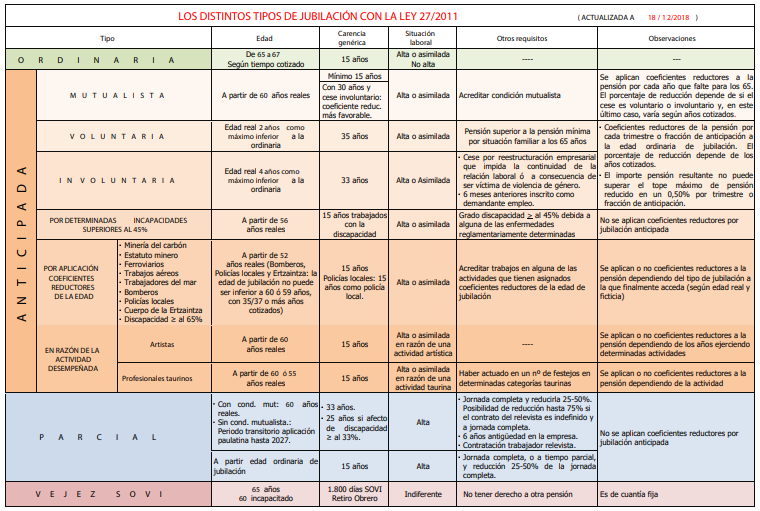 LOS DISTINTOS TIPOS DE JUBILACIÓN CON LA LEY 27/2011
( ACTUALIZADA A 18 / 12/2018 )
Tipo
Edad
Carencia
genérica
Situación
laboral
Otros requisitos
Observaciones
ORDINARIA
De 65 a 67
Según tiempo cotizado
15 años
Alta o asimilada
No alta
----
---
ANTICIPADA
MUTUALISTA
A partir de 60 años reales
Mínimo 15 años
Con 30 años y
cese involuntario:
coeficiente reduc.
más favorable.
Alta o asimilada
Acreditar condición mutualista
Se aplican coeficientes reductores a la
pensión por cada año que falte para los 65.
El porcentaje de reducción depende de si el
cese es voluntario o involuntario y, en este
último caso, varía según años cotizados.
VOLUNTARIA
Edad real 2 años como
máximo inferior a la
ordinaria
35 años
Alta o asimilada
Pensión superior a la pensión mínima
por situación familiar a los 65 años
· Coeficientes reductores de la pensión por
cada trimestre o fracción de anticipación a
la edad ordinaria de jubilación. El
porcentaje de reducción depende de los
años cotizados.
· El importe pensión resultante no puede
superar el tope máximo de pensión
reducido en un 0,50% por trimestre o
fracción de anticipación.
INVOLUNTARIA
Edad real 4 años como
máximo inferior a la
ordinaria
33 años
Alta o Asimilada
· Cese por reestructuración empresarial
que impida la continuidad de la
relación laboral ó a consecuencia de
ser víctima de violencia de género.
· 6 meses anteriores inscrito como
demandante empleo.
POR DETERMINADAS INCAPACIDADES
SUPERIORES AL 45%
A partir de 56
años reales
15 años trabajados
con la
discapacidad
Alta o asimilada
Grado discapacidad ≥ al 45% debida a
alguna de las enfermedades
reglamentariamente determinadas
No se aplican coeficientes reductores por
jubilación anticipada
POR APLICACIÓN
COEFICIENTES
REDUCTORES
DE LA EDAD
· Minería del carbón
· Estatuto minero
· Ferroviarios
· Trabajos aéreos
· Trabajadores del mar
· Bomberos
· Policías locales
· Cuerpo de la Ertzaintza
· Discapacidad ≥ al 65%
A partir de 52
años reales (Bomberos,
Policías locales y Ertzaintza: la
edad de jubilación no puede
ser inferior a 60 ó 59 años,
con 35/37 o más años
cotizados)
15 años
Policías locales: 15
años como policía
local.
Alta o asimilada
Acreditar trabajos en alguna de las
actividades que tienen asignados
coeficientes reductores de la edad de
jubilación
Se aplican o no coeficientes reductores a la
pensión dependiendo del tipo de jubilación a
la que finalmente acceda (según edad real y
ficticia)
EN RAZÓN DE LA
ACTIVIDAD
DESEMPEÑADA
Artistas
A partir de 60
años reales
15 años
Alta o asimilada
en razón de una
actividad artística
----
Se aplican o no coeficientes reductores a la
pensión dependiendo de los años ejerciendo
determinadas actividades
Profesionales taurinos
A partir de 60 ó 55
años reales
15 años
Alta o asimilada
en razón de una
actividad taurina
Haber actuado en un nº de festejos en
determinadas categorías taurinas
Se aplican o no coeficientes reductores a la
pensión dependiendo de la actividad
PARCIAL
· Con cond. mut: 60 años
reales.
· Sin cond. mutualista.:
Periodo transitorio aplicación
paulatina hasta 2027.
· 33 años.
· 25 años si afecto
de discapacidad
≥ al 33%.
Alta
· Jornada completa y reducirla 25-50%.
Posibilidad de reducción hasta 75% si
el contrato del relevista es indefinido y
a jornada completa.
· 6 años antigüedad en la empresa.
· Contratación trabajador relevista.
No se aplican coeficientes reductores por
jubilación anticipada
A partir edad ordinaria de
jubilación
15 años
Alta
· Jornada completa, o a tiempo parcial,
y reducción 25-50% de la jornada
completa.
VEJEZ SOVI
65 años
60 incapacitado
1.800 días SOVI
Retiro Obrero
Indiferente
No tener derecho a otra pensión
Es de cuantía fija